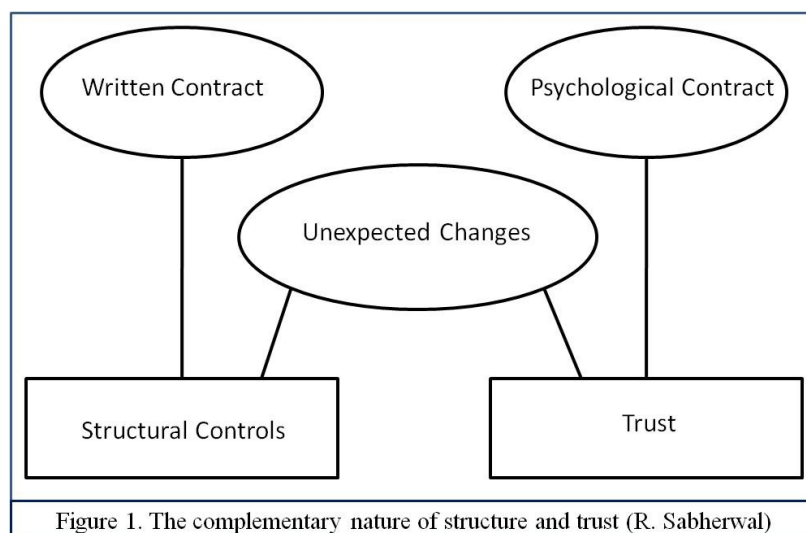 Written Contract
Psychological Contract
Unexpected Changes
Structural Controls
Trust
Figure 1. The complementary nature of structure and trust (R. Sabherwal)